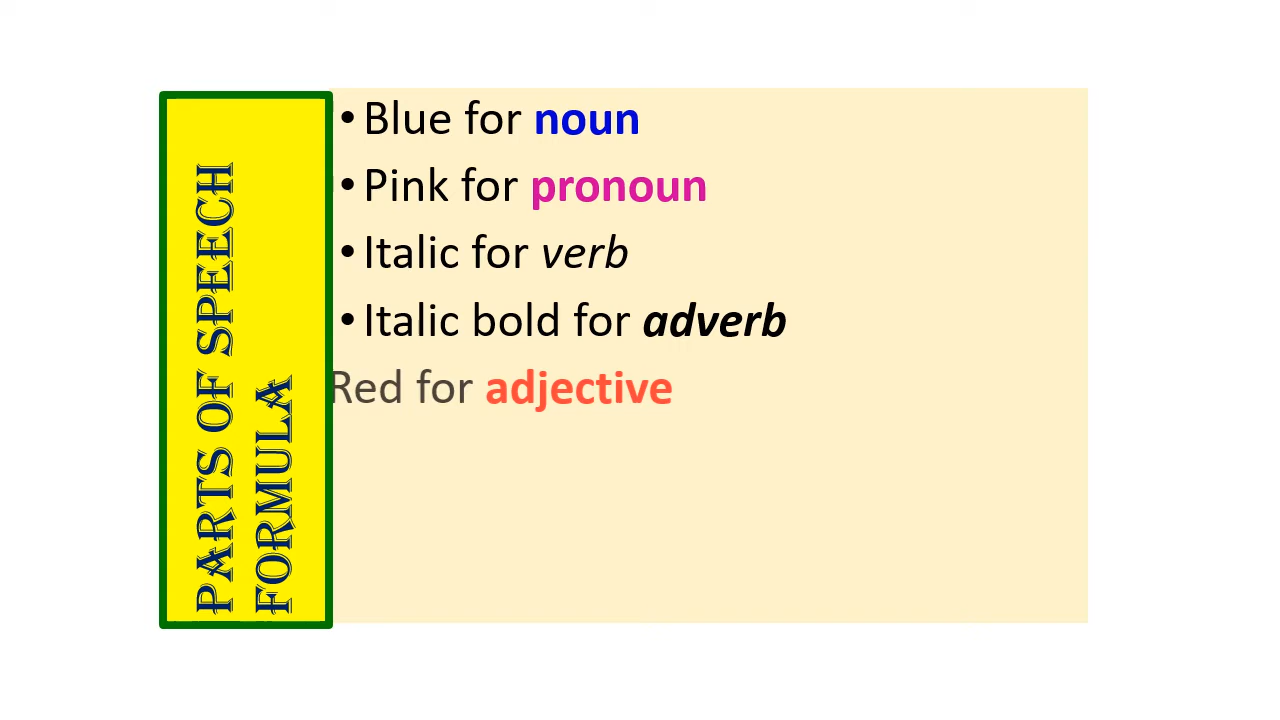 PARTS OF SPEECH
FORMULA
• Blue for noun
• Pink for pronoun
• Italic for verb
• Italic bold for adverb
Red for adjective